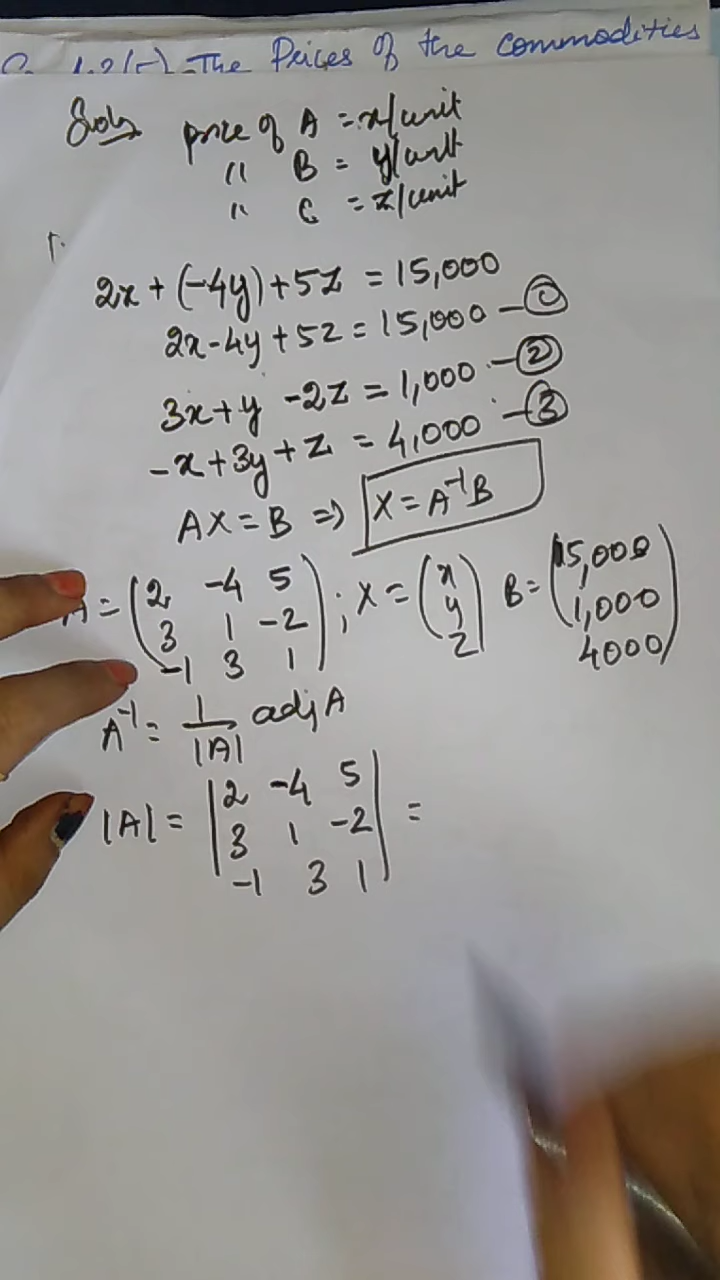 The Prices of the commodities
Soln price of A = x/unit
" B = y/unit
" C = z/unit
2x + (-4y) + 5z = 15,000
2x - 4y + 5z = 15,000 - ①
3x + y - 2z = 1,000 - ②
-x + 3y + z = 4,000 - ③
AX = B ⇒ X = A⁻¹B
A = (2 -4 5; X = (x B = (15,000
3 1 -2 y 1,000
-1 3 1) z) 4000)
A⁻¹ = 1/|A| adj A
|A| = |2 -4 5
3 1 -2 =
-1 3 1|